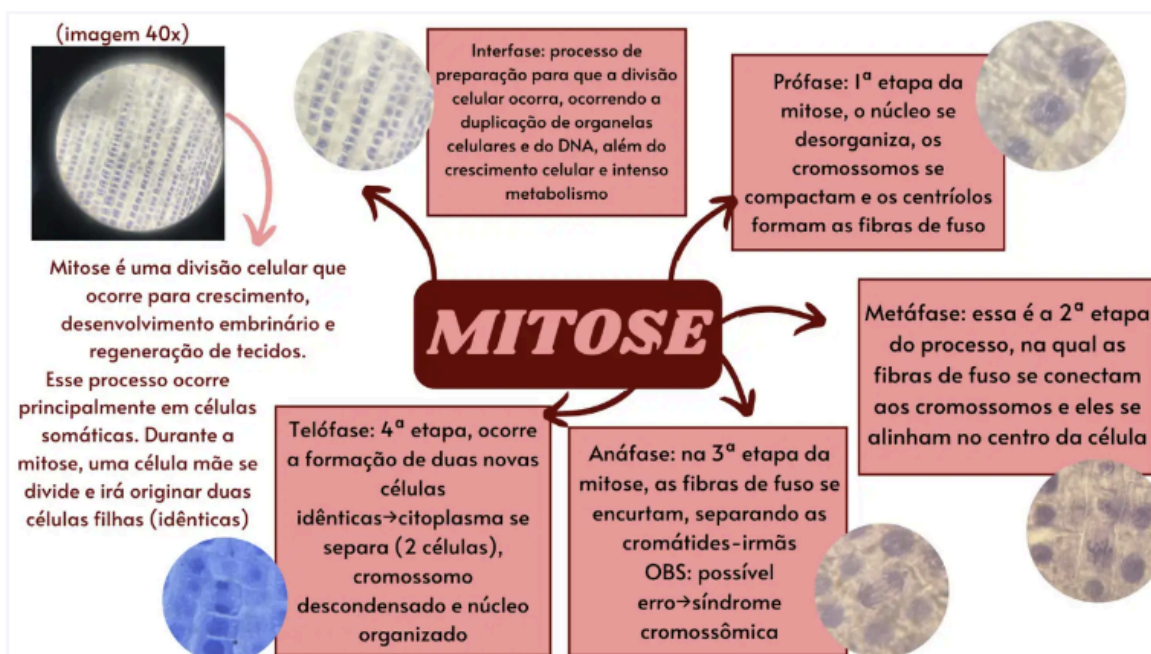 (imagem 40x)
Mitose é uma divisão celular que
ocorre para crescimento,
desenvolvimento embrinário e
regeneração de tecidos.
Esse processo ocorre
principalmente em células
somáticas. Durante a
mitose, uma célula mãe se
divide e irá originar duas
células filhas (idênticas)
Interfase: processo de
preparação para que a divisão
celular ocorra, ocorrendo a
duplicação de organelas
celulares e do DNA, além do
crescimento celular e intenso
metabolismo
Prófase: 1ª etapa da
mitose, o núcleo se
desorganiza, os
cromossomos se
compactam e os centríolos
formam as fibras de fuso
MITOSE
Metáfase: essa é a 2ª etapa
do processo, na qual as
fibras de fuso se conectam
aos cromossomos e eles se
alinham no centro da célula
Anáfase: na 3ª etapa da
mitose, as fibras de fuso se
encurtam, separando as
cromátides-irmãs
OBS: possível
erro→síndrome
cromossômica
Telófase: 4ª etapa, ocorre
a formação de duas novas
células
idênticas→citoplasma se
separa (2 células),
cromossomo
descondensado e núcleo
organizado